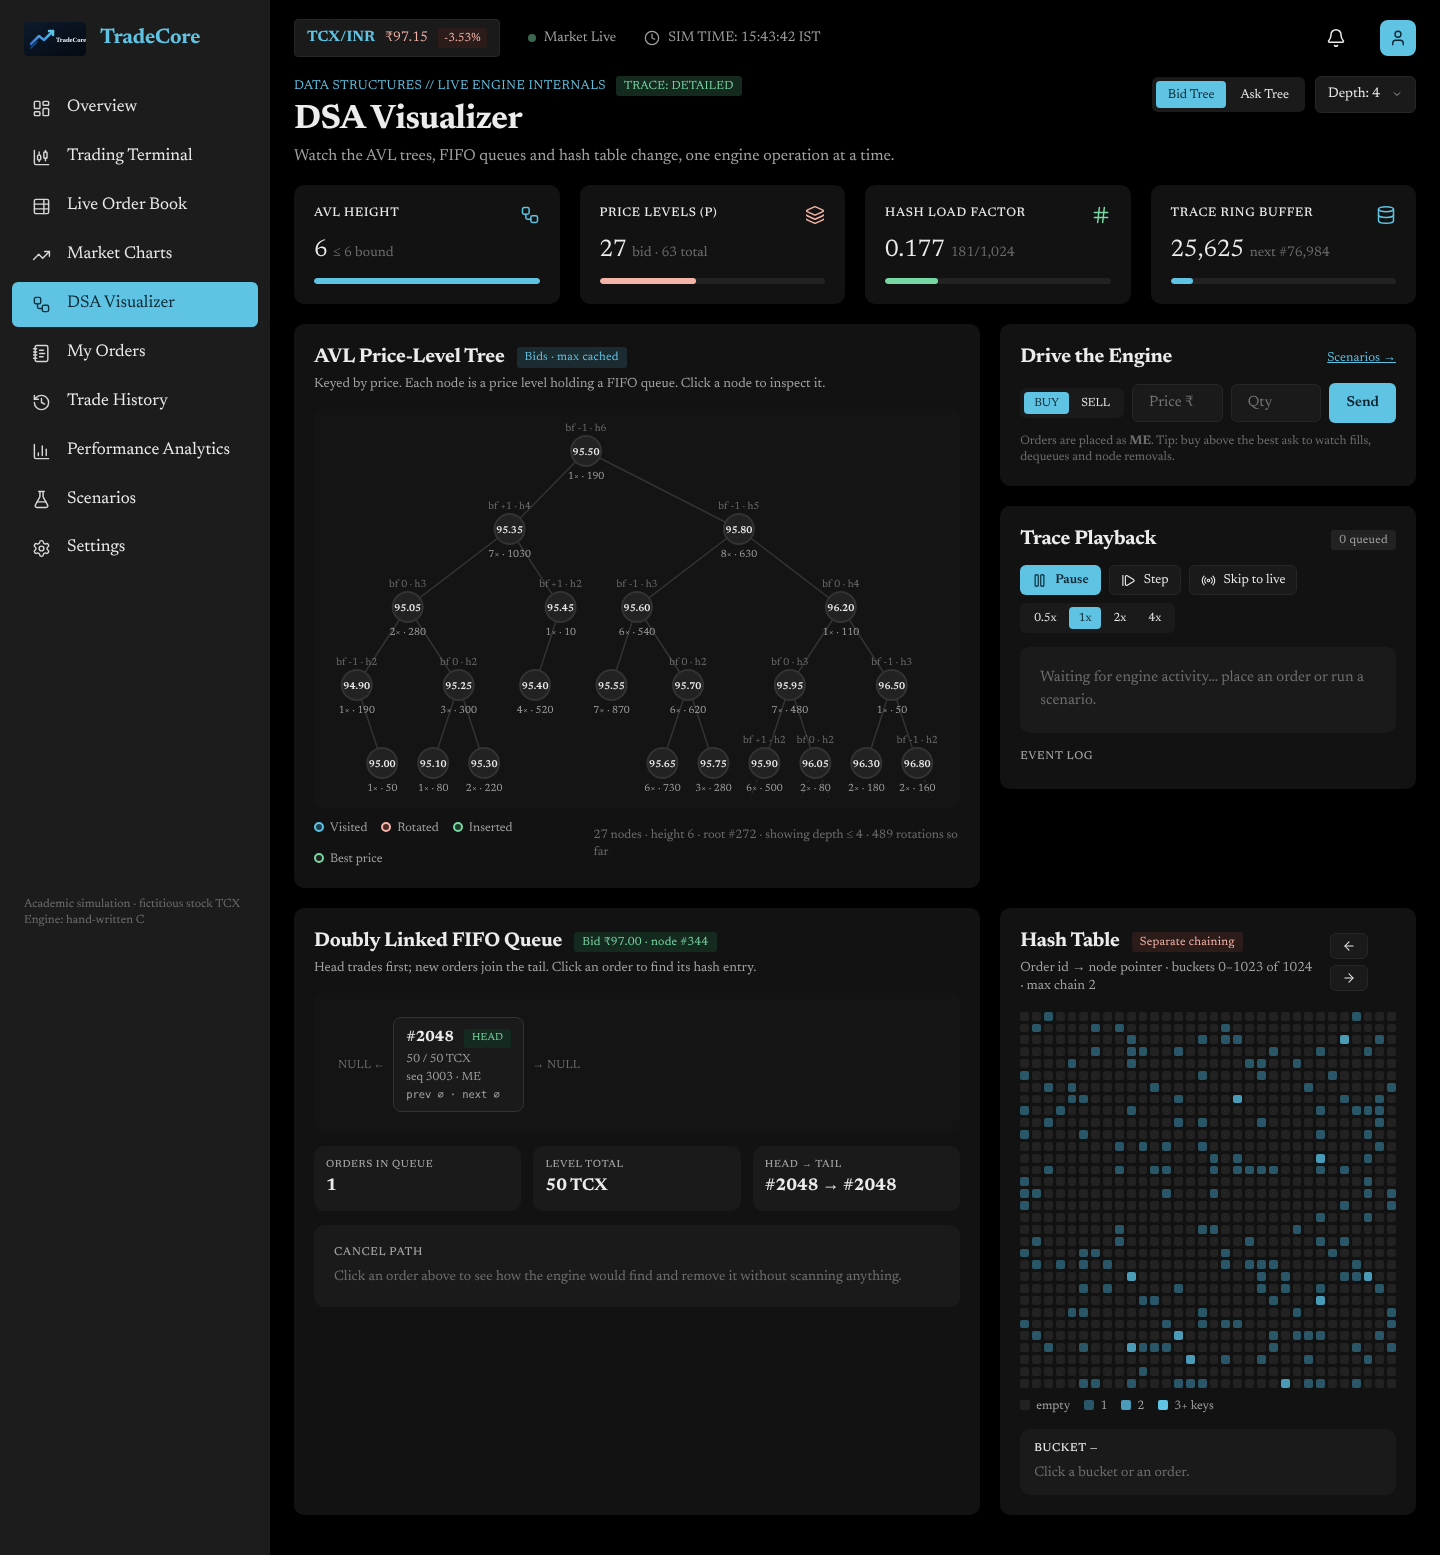 TradeCore
TradeCore
Overview
Trading Terminal
Live Order Book
Market Charts
DSA Visualizer
My Orders
Trade History
Performance Analytics
Scenarios
Settings
Academic simulation · fictitious stock TCX
Engine: hand-written C
TCX/INR ₹97.15 -3.53%
Market Live
SIM TIME: 15:43:42 IST
DATA STRUCTURES // LIVE ENGINE INTERNALS TRACE: DETAILED
DSA Visualizer
Watch the AVL trees, FIFO queues and hash table change, one engine operation at a time.
Bid Tree Ask Tree Depth: 4
AVL HEIGHT
6 ≤ 6 bound
PRICE LEVELS (P)
27 bid · 63 total
HASH LOAD FACTOR
0.177 181/1,024
TRACE RING BUFFER
25,625 next #76,984
AVL Price-Level Tree Bids · max cached
Keyed by price. Each node is a price level holding a FIFO queue. Click a node to inspect it.
bf -1 · h6
95.50
1× · 190
bf +1 · h4 bf -1 · h5
95.35 95.80
7× · 1030 8× · 630
bf 0 · h3 bf +1 · h2 bf -1 · h3 bf 0 · h4
95.05 95.45 95.60 96.20
2× · 280 1× · 10 6× · 540 1× · 110
bf -1 · h2 bf 0 · h2 bf 0 · h2 bf 0 · h3 bf -1 · h3
94.90 95.25 95.40 95.55 95.70 95.95 96.50
1× · 190 3× · 300 4× · 520 7× · 870 6× · 620 7× · 480 1× · 50
bf +1 · h2 bf 0 · h2 bf -1 · h2
95.00 95.10 95.30 95.65 95.75 95.90 96.05 96.30 96.80
1× · 50 1× · 80 2× · 220 6× · 730 3× · 280 6× · 500 2× · 80 2× · 180 2× · 160
Visited Rotated Inserted
Best price
27 nodes · height 6 · root #272 · showing depth ≤ 4 · 489 rotations so
far
Drive the Engine Scenarios →
BUY SELL Price ₹ Qty Send
Orders are placed as ME. Tip: buy above the best ask to watch fills,
dequeues and node removals.
Trace Playback 0 queued
Pause Step Skip to live
0.5x 1x 2x 4x
Waiting for engine activity... place an order or run a
scenario.
EVENT LOG
Doubly Linked FIFO Queue Bid ₹97.00 · node #344
Head trades first; new orders join the tail. Click an order to find its hash entry.
NULL ←
#2048 HEAD
50 / 50 TCX
seq 3003 · ME
prev ∅ · next ∅
→ NULL
ORDERS IN QUEUE
1
LEVEL TOTAL
50 TCX
HEAD → TAIL
#2048 → #2048
CANCEL PATH
Click an order above to see how the engine would find and remove it without scanning anything.
Hash Table Separate chaining
Order id → node pointer · buckets 0–1023 of 1024
· max chain 2
← →
empty 1 2 3+ keys
BUCKET –
Click a bucket or an order.